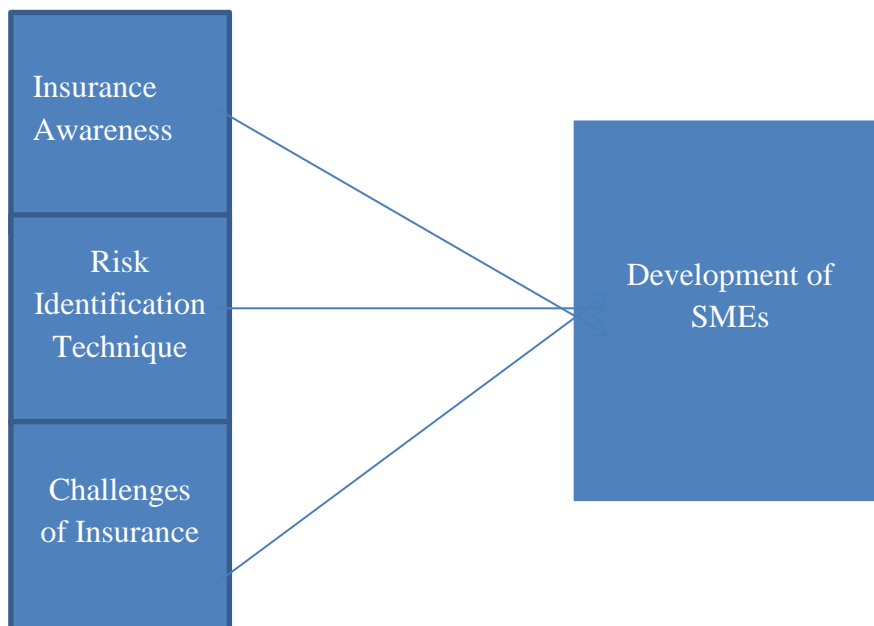 Insurance
Awareness
Risk
Identification
Technique
Challenges
of Insurance
Development of
SMEs